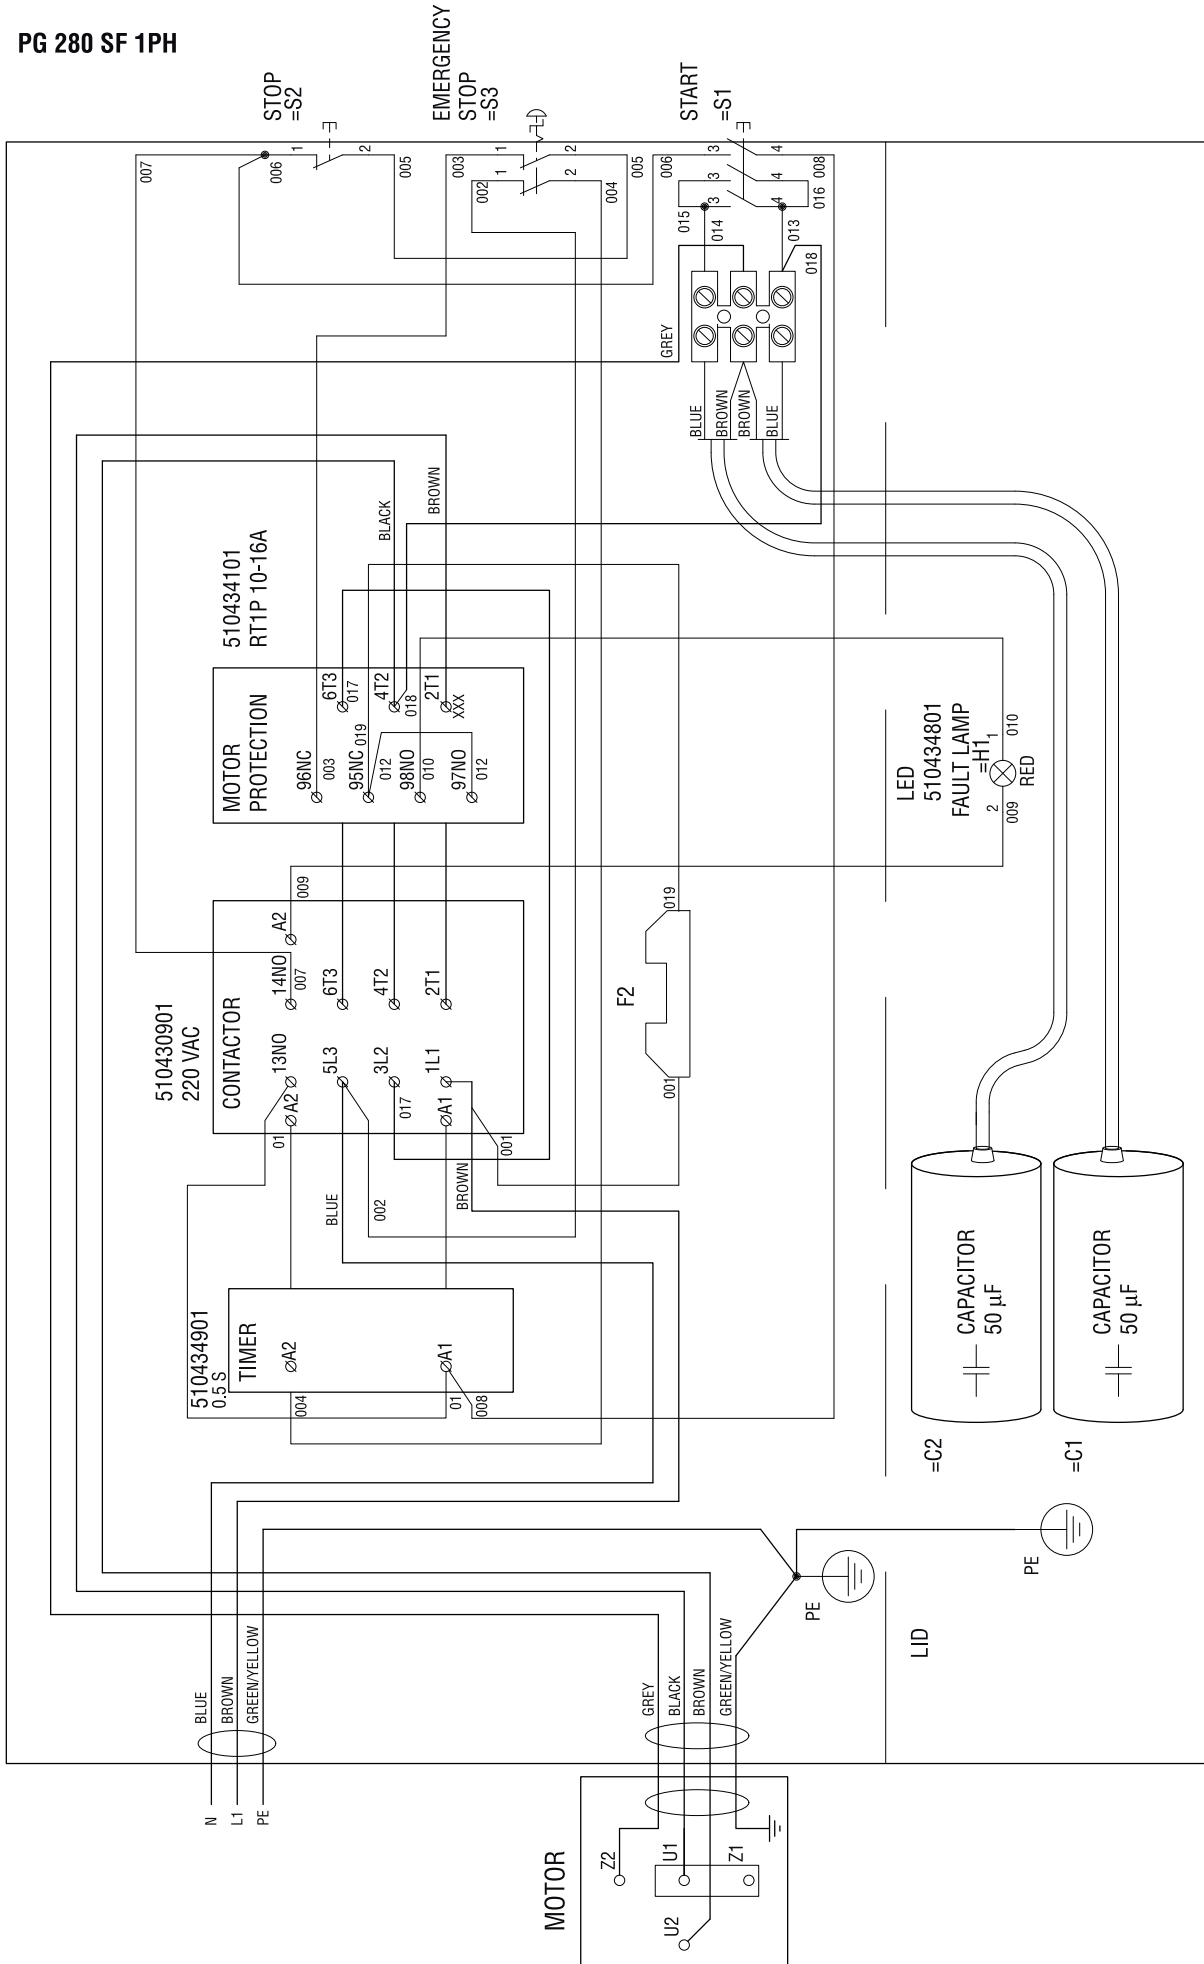 PG 280 SF 1PH
STOP
=S2
EMERGENCY
STOP
=S3
START
=S1
1
2
1
2
3
4
007
006
005
003
005
006
008
1
2
3
4
002
004
016
3
4
015
014
013
018
GREY
BLUE
BROWN
BROWN
BLUE
BLACK
BROWN
510434101
RT1P 10-16A
MOTOR
PROTECTION
96NC
003
6T3
017
95NC
019
012
4T2
018
98NO
010
2T1
XXX
97NO
012
LED
510434801
FAULT LAMP
=H1
1
010
2
009
RED
009
A2
14NO
007
6T3
4T2
2T1
510430901
220 VAC
CONTACTOR
13NO
A2
01
5L3
3L2
017
1L1
A1
001
F2
019
001
BLUE
002
BROWN
510434901
0.5 S
TIMER
A2
004
A1
01
008
CAPACITOR
50 µF
=C2
CAPACITOR
50 µF
=C1
PE
PE
LID
BLUE
BROWN
GREEN/YELLOW
N
L1
PE
GREY
BLACK
BROWN
GREEN/YELLOW
MOTOR
Z2
U1
Z1
U2